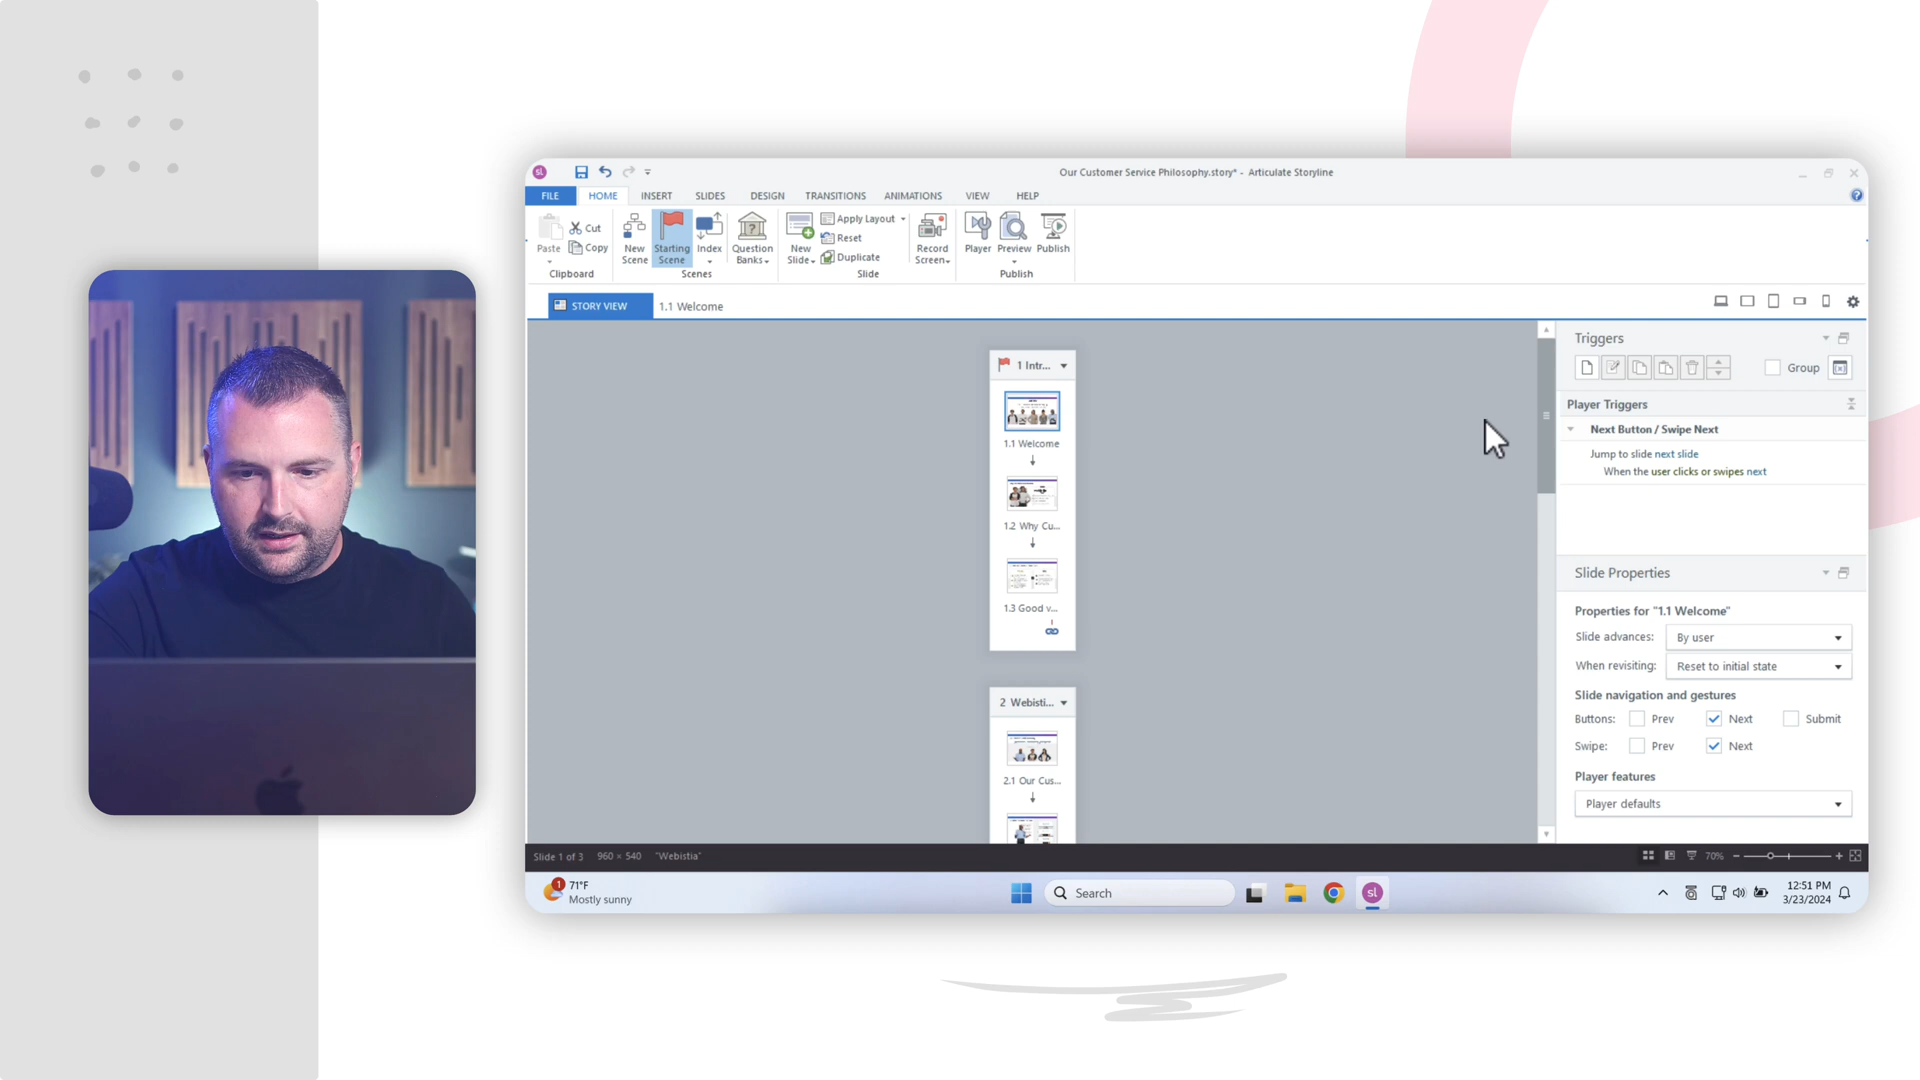 sl
Our Customer Service Philosophy.story* - Articulate Storyline
FILE HOME INSERT SLIDES DESIGN TRANSITIONS ANIMATIONS VIEW HELP
Paste Cut Copy
Clipboard
New Scene Starting Scene Index Question Banks
Scenes
New Slide Apply Layout Reset Duplicate
Slide
Record Screen
Player Preview Publish
Publish
STORY VIEW 1.1 Welcome
1 Intr...
1.1 Welcome
1.2 Why Cu...
1.3 Good v...
2 Webisti...
2.1 Our Cus...
Triggers
Group
Player Triggers
Next Button / Swipe Next
Jump to slide next slide
When the user clicks or swipes next
Slide Properties
Properties for "1.1 Welcome"
Slide advances: By user
When revisiting: Reset to initial state
Slide navigation and gestures
Buttons: Prev Next Submit
Swipe: Prev Next
Player features
Player defaults
Slide 1 of 3 960 × 540 "Webistia" 70%
1
71°F
Mostly sunny
Search
sl
12:51 PM
3/23/2024